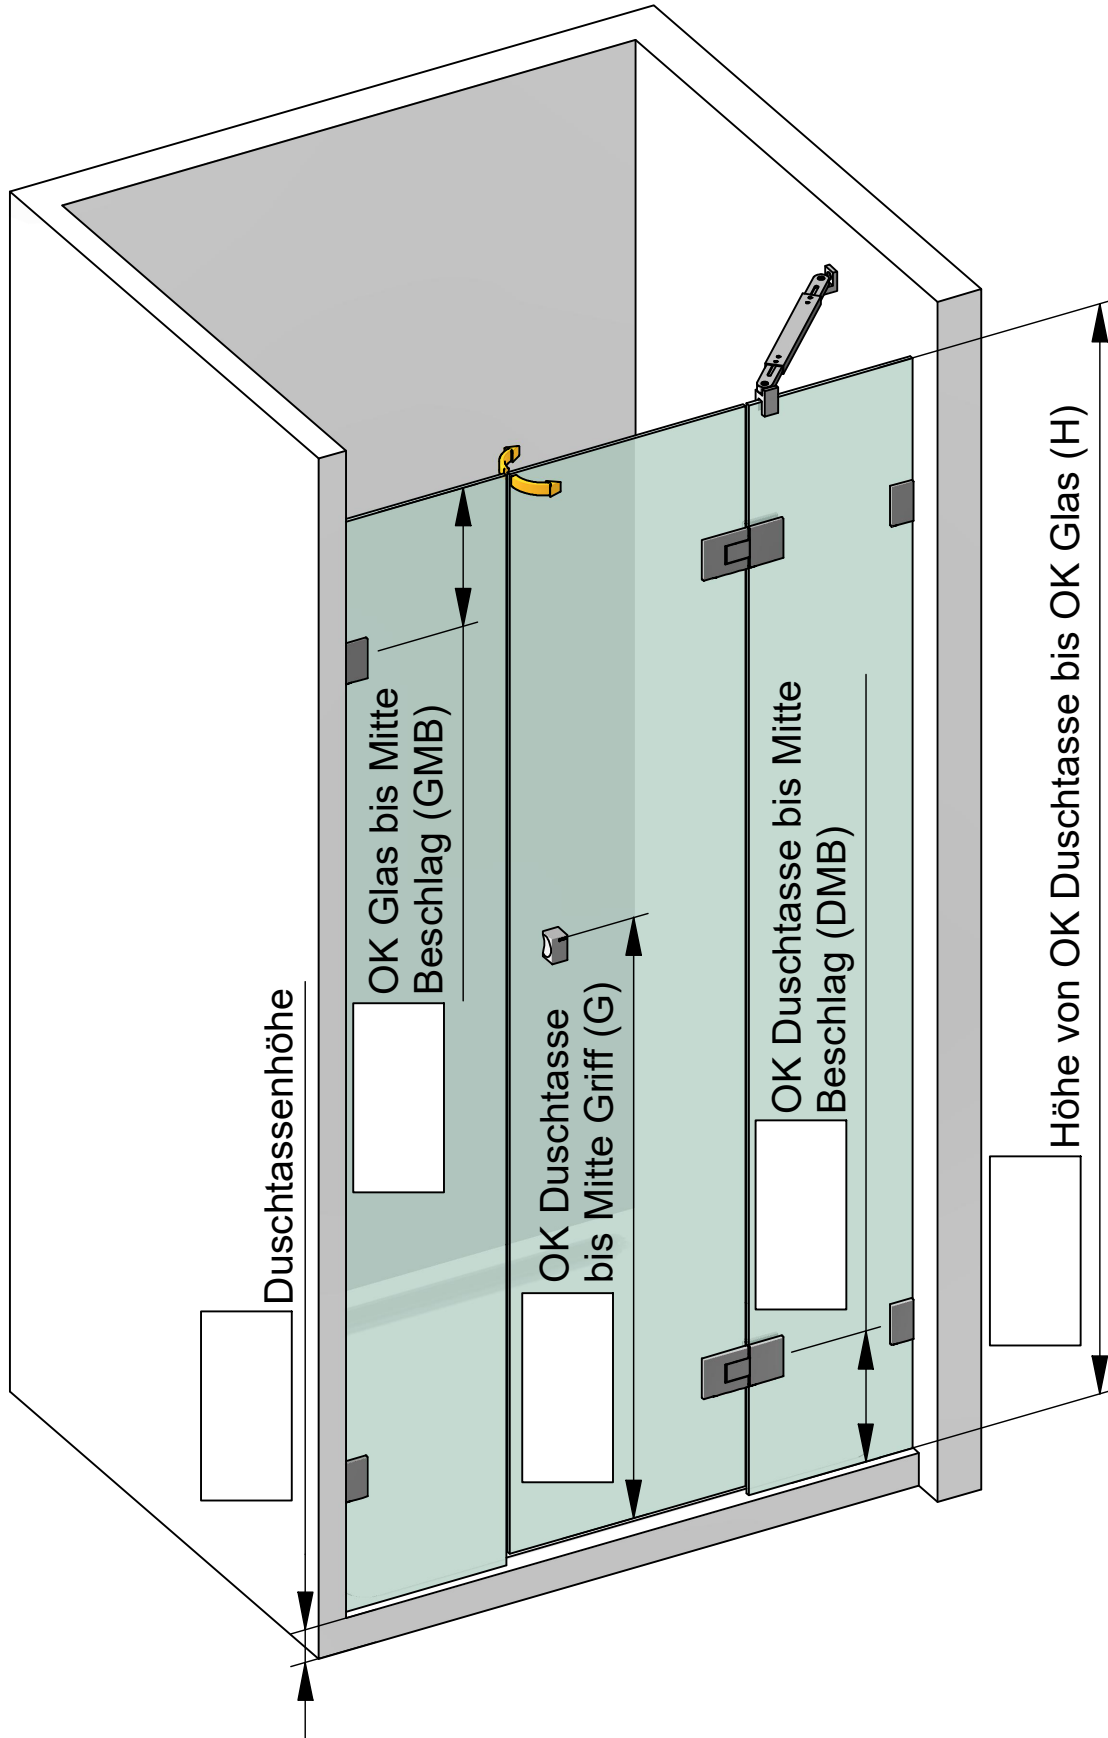 Duschtassenhöhe
OK Glas bis Mitte
Beschlag (GMB)
OK Duschtasse
bis Mitte Griff (G)
OK Duschtasse bis Mitte
Beschlag (DMB)
Höhe von OK Duschtasse bis OK Glas (H)